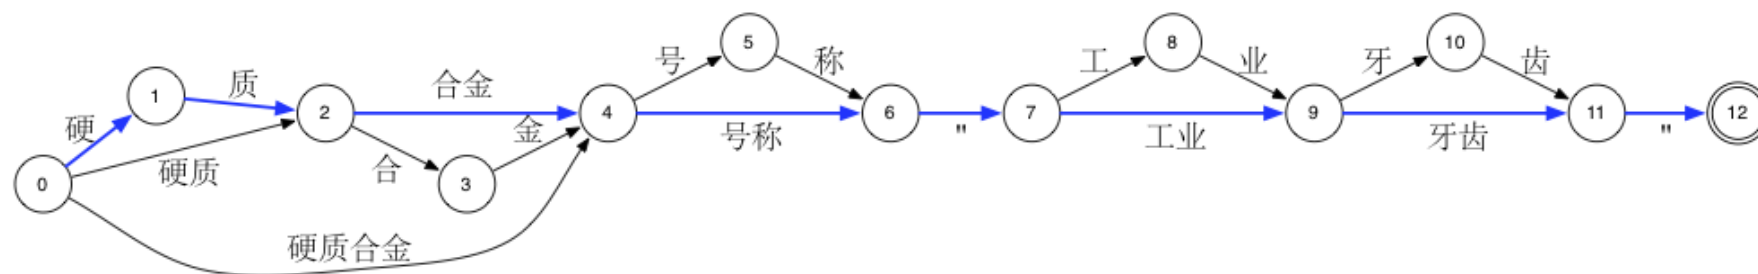 5 8 10
号 称 工 业 牙 齿
1 质 合金
硬 2 4 6 7 9 11 12
金 号称 " 工业 牙齿 "
0 硬质 合 3
硬质合金